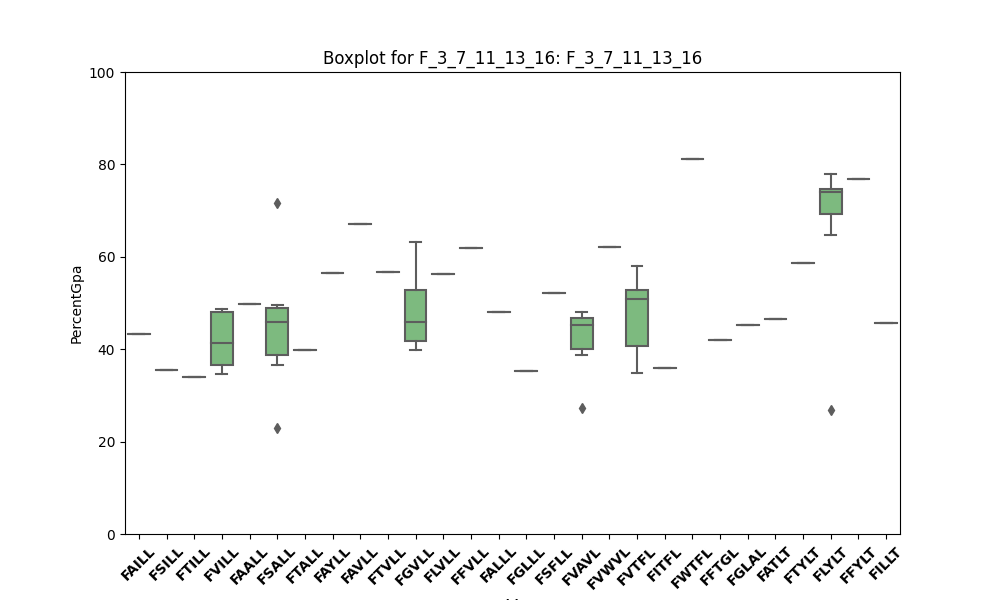 Boxplot for F_3_7_11_13_16: F_3_7_11_13_16
100
80
60
40
20
0
PercentGpa
FAILL FSILL FTILL FVILL FAALL FSALL FTALL FAYLL FAVLL FTVLL FGVLL FLVLL FFVLL FALLL FGLLL FSFLL FVAVL FVWVL FVTFL FITFL FWTFL FFTGL FGLAL FATLT FTYLT FLYLT FFYLT FILLT